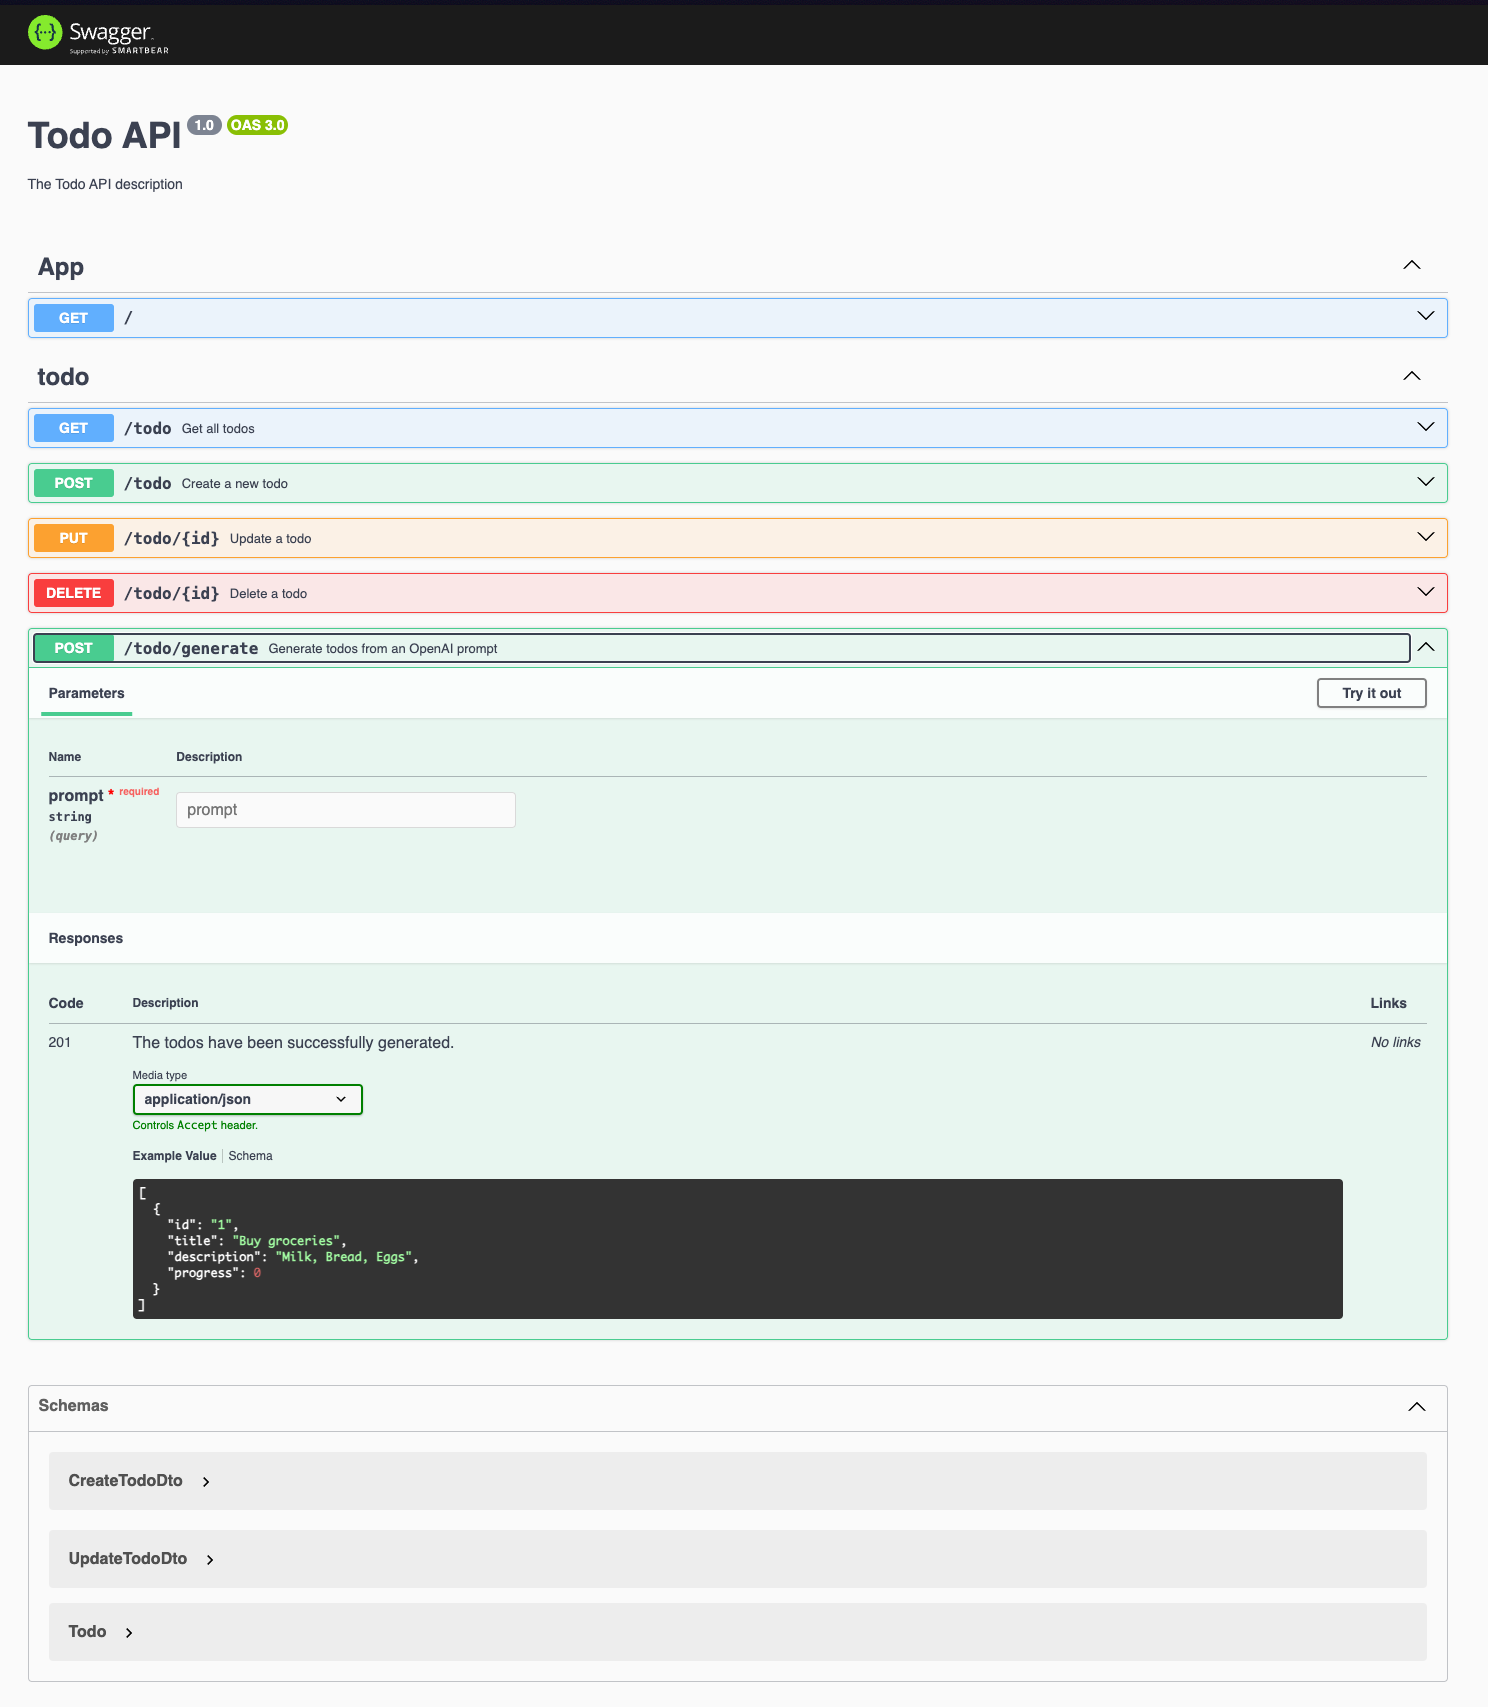 Swagger.
Supported by SMARTBEAR
Todo API 1.0 OAS 3.0
The Todo API description
App
GET /
todo
GET /todo Get all todos
POST /todo Create a new todo
PUT /todo/{id} Update a todo
DELETE /todo/{id} Delete a todo
POST /todo/generate Generate todos from an OpenAI prompt
Parameters Try it out
Name Description
prompt * required prompt
string
(query)
Responses
Code Description Links
201 The todos have been successfully generated. No links
Media type
application/json
Controls Accept header.
Example Value Schema
[
{
"id": "1",
"title": "Buy groceries",
"description": "Milk, Bread, Eggs",
"progress": 0
}
]
Schemas
CreateTodoDto
UpdateTodoDto
Todo